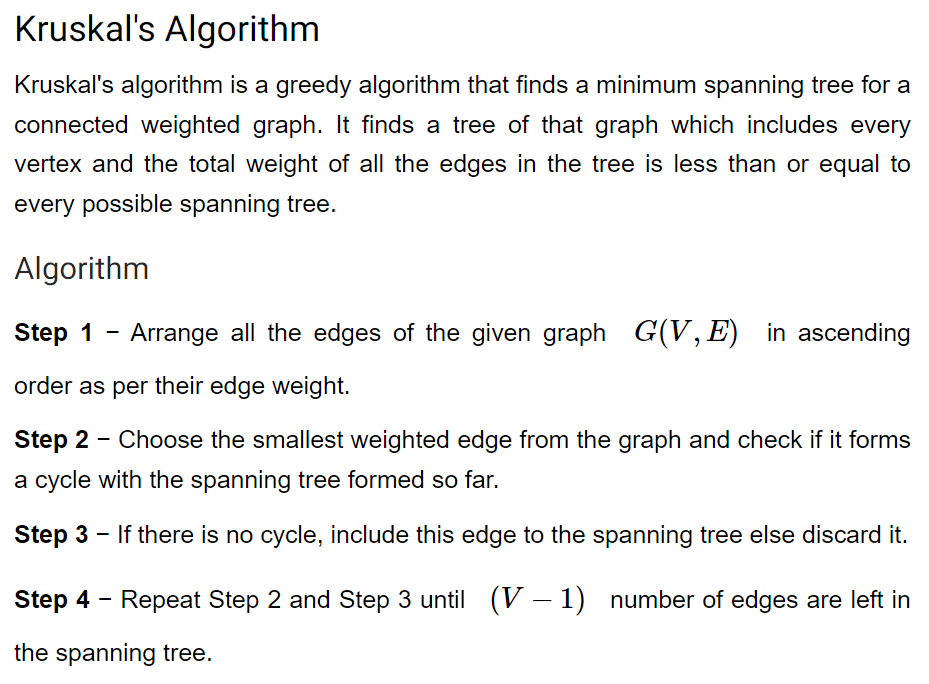 Kruskal's Algorithm
Kruskal's algorithm is a greedy algorithm that finds a minimum spanning tree for a
connected weighted graph. It finds a tree of that graph which includes every
vertex and the total weight of all the edges in the tree is less than or equal to
every possible spanning tree.
Algorithm
Step 1 − Arrange all the edges of the given graph G(V, E) in ascending
order as per their edge weight.
Step 2 − Choose the smallest weighted edge from the graph and check if it forms
a cycle with the spanning tree formed so far.
Step 3 − If there is no cycle, include this edge to the spanning tree else discard it.
Step 4 − Repeat Step 2 and Step 3 until (V − 1) number of edges are left in
the spanning tree.